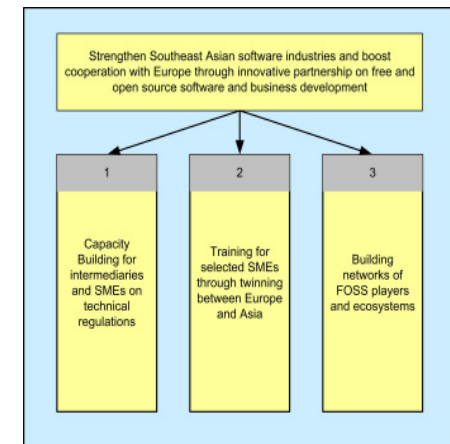 Strengthen Southeast Asian software industries and boost
cooperation with Europe through innovative partnership on free and
open source software and business development
1
Capacity
Building for
intermediaries
and SMEs on
technical
regulations
2
Training for
selected SMEs
through twinning
between Europe
and Asia
3
Building
networks of
FOSS players
and ecosystems